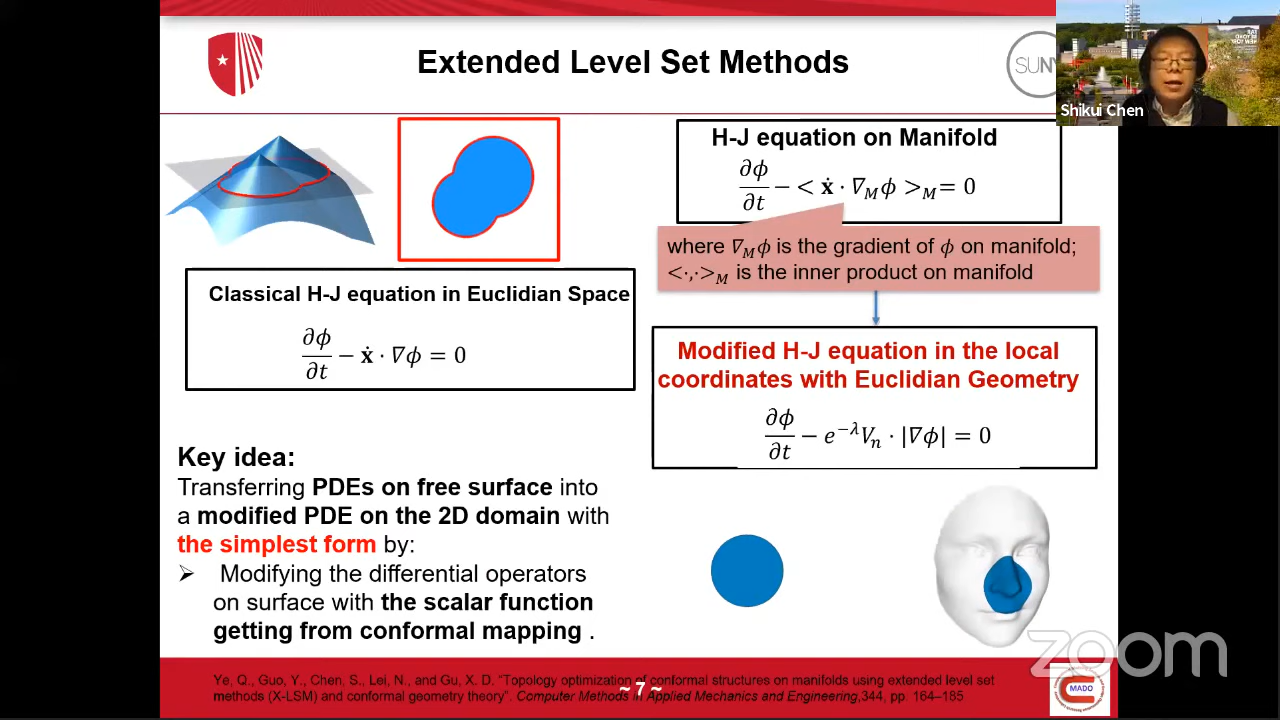 Extended Level Set Methods
SUNY
Shikui Chen
H-J equation on Manifold
∂ϕ/∂t − < ẋ · ∇_M ϕ >_M = 0
where ∇_M ϕ is the gradient of ϕ on manifold;
<·,·>_M is the inner product on manifold
Classical H-J equation in Euclidian Space
∂ϕ/∂t − ẋ · ∇ϕ = 0
Modified H-J equation in the local
coordinates with Euclidian Geometry
∂ϕ/∂t − e^{−λ} V_n · |∇ϕ| = 0
Key idea:
Transferring PDEs on free surface into
a modified PDE on the 2D domain with
the simplest form by:
➢ Modifying the differential operators
on surface with the scalar function
getting from conformal mapping .
zoom
Ye, Q., Guo, Y., Chen, S., Lei, N., and Gu, X. D. "Topology optimization of conformal structures on manifolds using extended level set
methods (X-LSM) and conformal geometry theory". Computer Methods in Applied Mechanics and Engineering,344, pp. 164–185
~ 7 ~
MADO